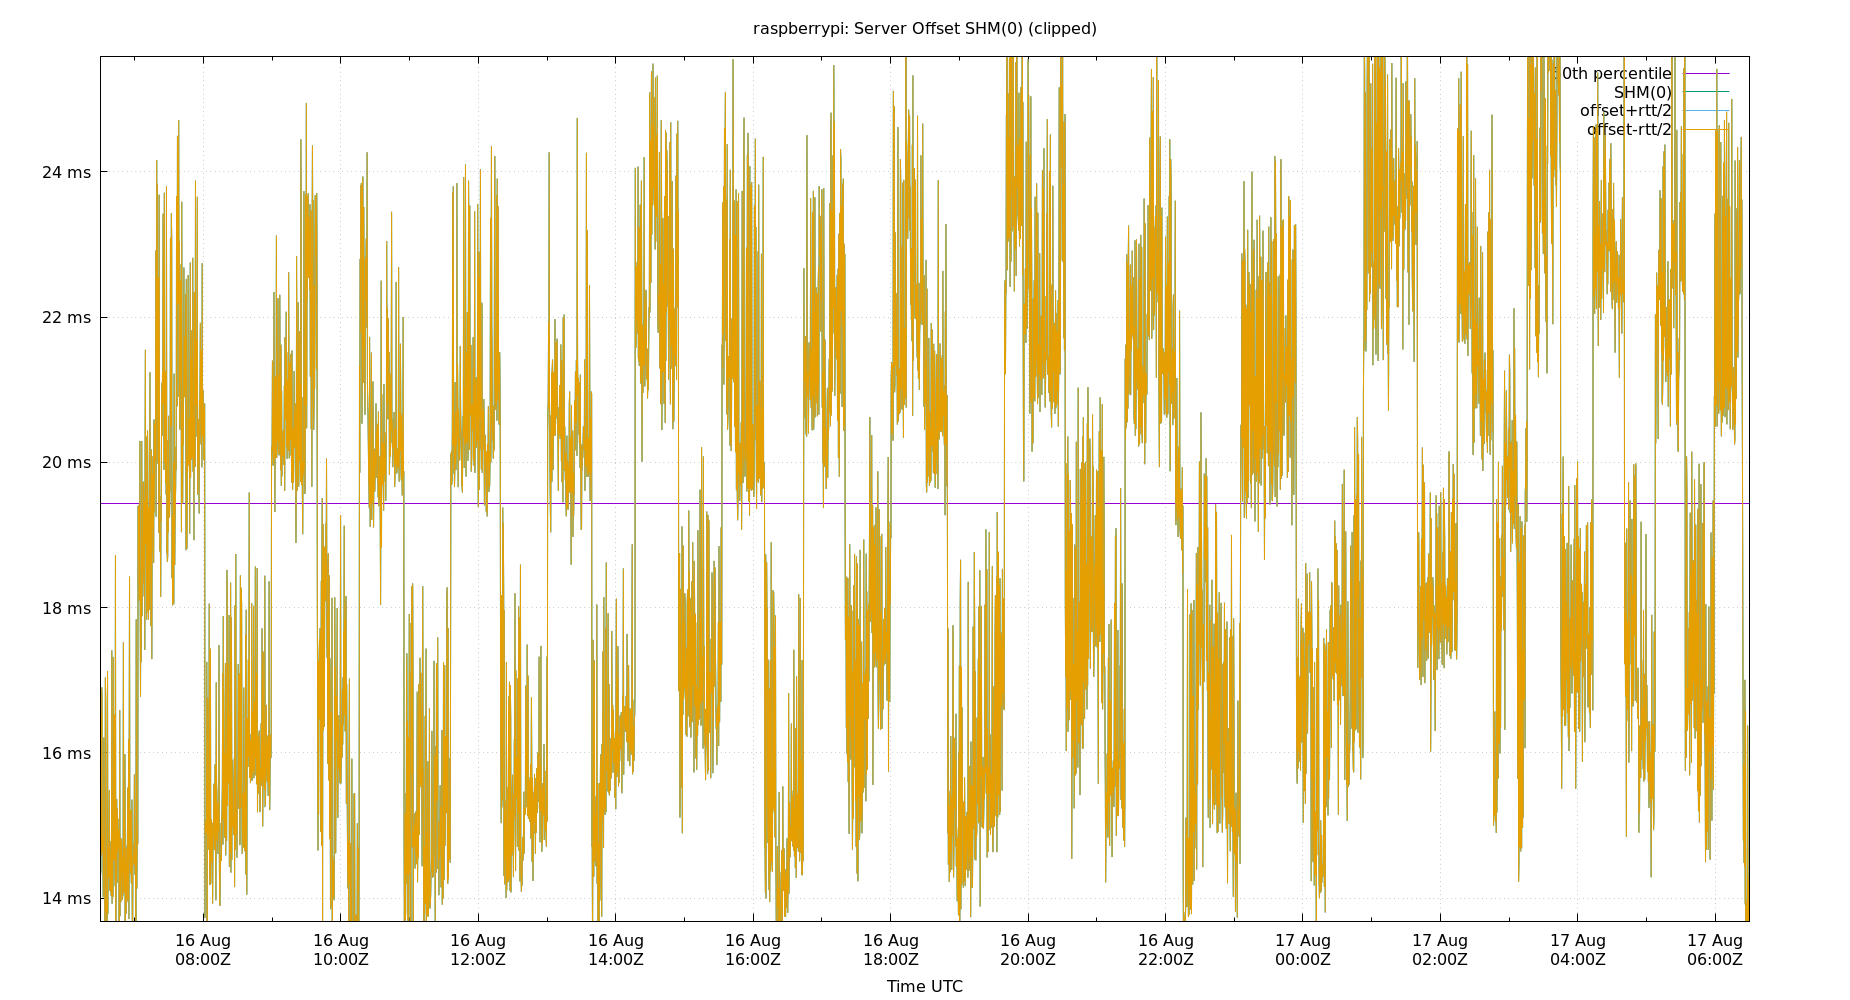 raspberrypi: Server Offset SHM(0) (clipped)
percentile
SHM(0)
offset+rtt/2
offset-rtt/2
24 ms
22 ms
20 ms
18 ms
16 ms
14 ms
16 Aug 16 Aug 16 Aug 16 Aug 16 Aug 16 Aug 16 Aug 16 Aug 17 Aug 17 Aug 17 Aug 17 Aug
08:00Z 10:00Z 12:00Z 14:00Z 16:00Z 18:00Z 20:00Z 22:00Z 00:00Z 02:00Z 04:00Z 06:00Z
Time UTC